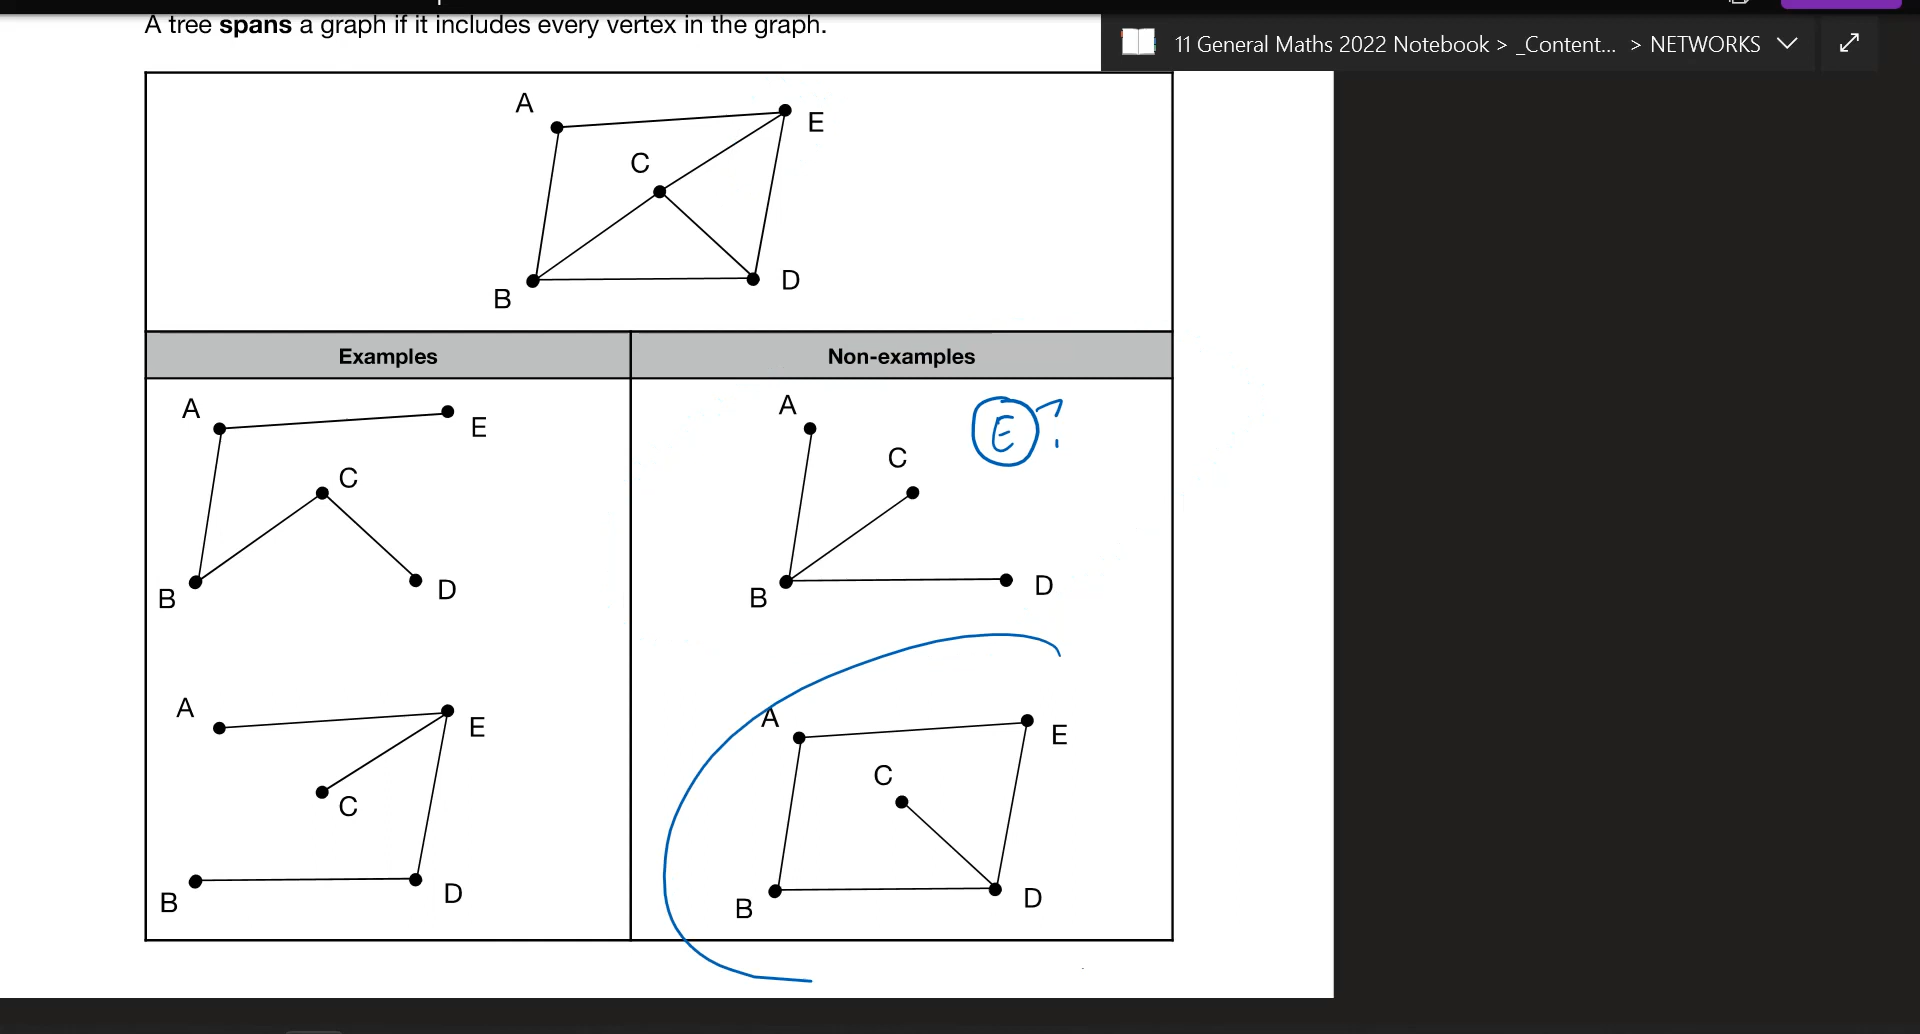 A tree spans a graph if it includes every vertex in the graph.
11 General Maths 2022 Notebook > _Content... > NETWORKS
A
E
C
B
D
Examples
Non-examples
A
E
C
B
D
A
E?
C
B
D
A
E
C
B
D
A
E
C
B
D